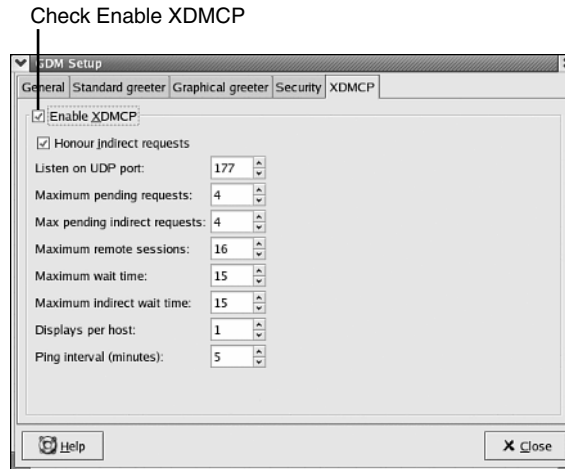 Check Enable XDMCP
GDM Setup
General Standard greeter Graphical greeter Security XDMCP
Enable XDMCP
Honour indirect requests
Listen on UDP port: 177
Maximum pending requests: 4
Max pending indirect requests: 4
Maximum remote sessions: 16
Maximum wait time: 15
Maximum indirect wait time: 15
Displays per host: 1
Ping interval (minutes): 5
Help
Close